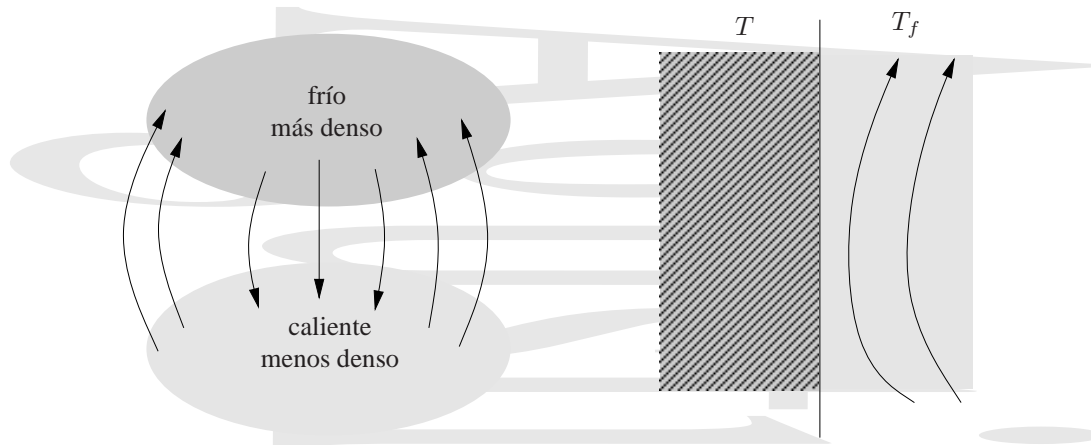 frío
más denso
caliente
menos denso
T
T_f